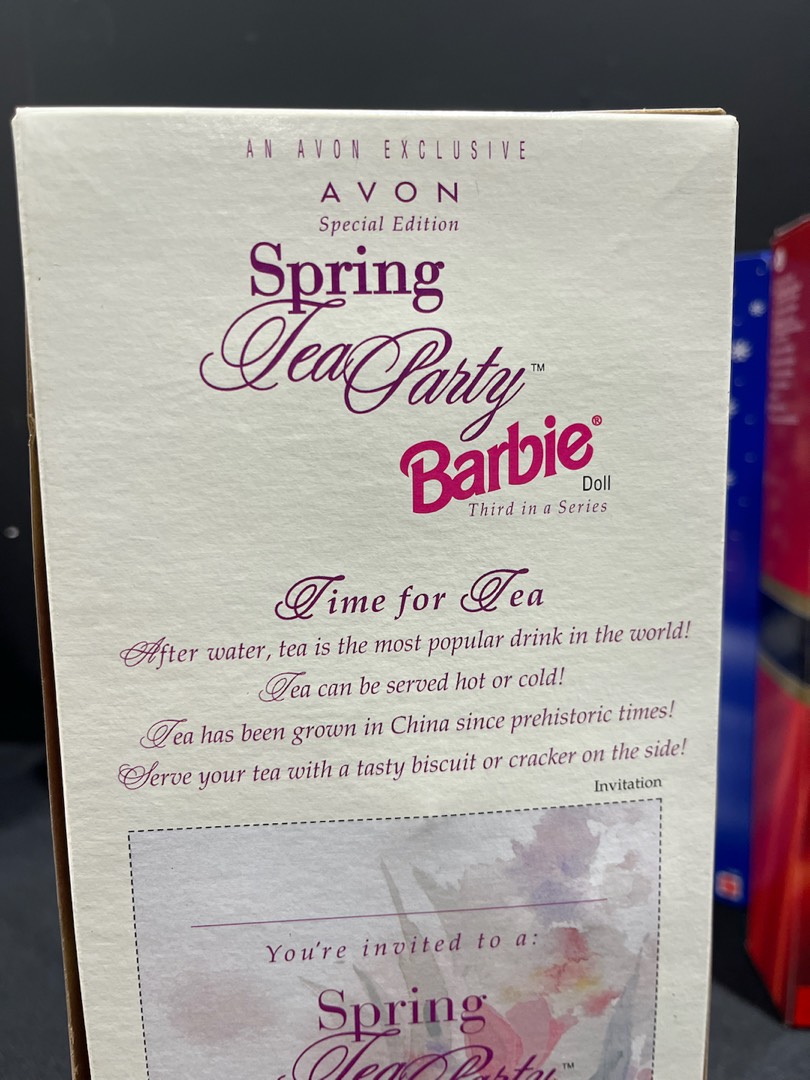 AN AVON EXCLUSIVE
AVON
Special Edition
Spring
Tea Party™
Barbie®
Doll
Third in a Series
Time for Tea
After water, tea is the most popular drink in the world!
Tea can be served hot or cold!
Tea has been grown in China since prehistoric times!
Serve your tea with a tasty biscuit or cracker on the side!
Invitation
You're invited to a:
Spring
Tea Party™